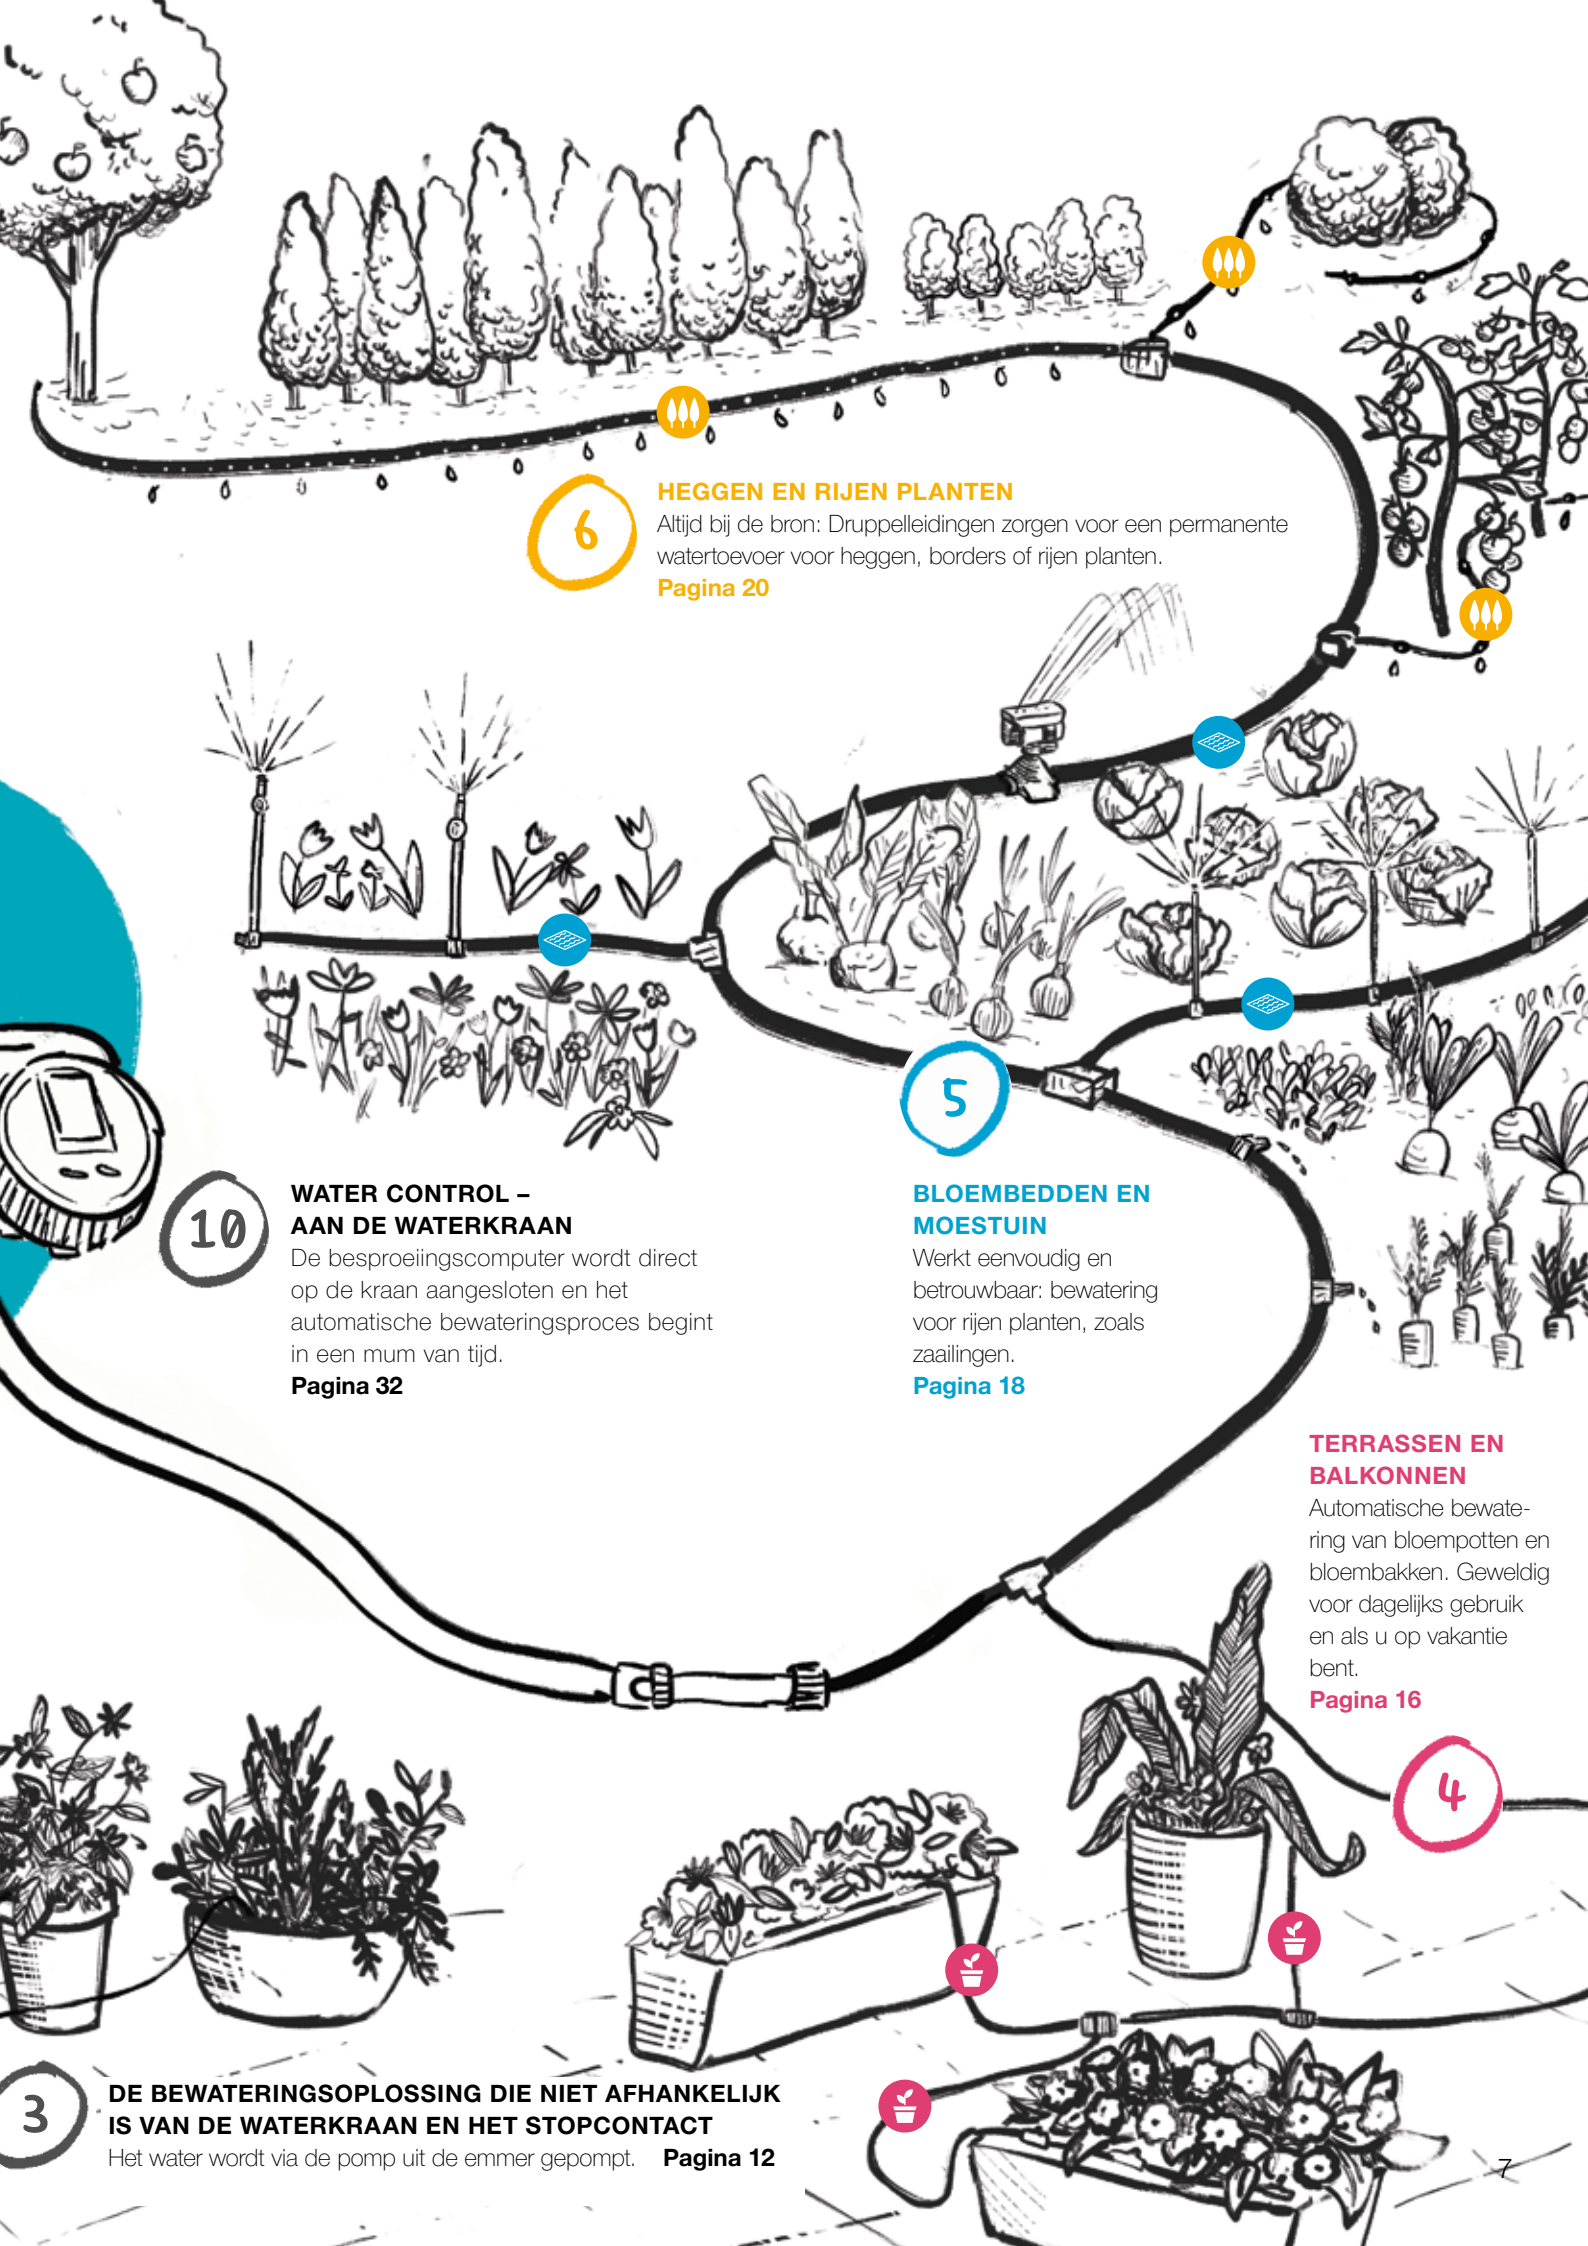 6
HEGGEN EN RIJEN PLANTEN
Altijd bij de bron: Druppelleidingen zorgen voor een permanente
watertoevoer voor heggen, borders of rijen planten.
Pagina 20
5
10
WATER CONTROL –
AAN DE WATERKRAAN
De besproeiingscomputer wordt direct
op de kraan aangesloten en het
automatische bewateringsproces begint
in een mum van tijd.
Pagina 32
BLOEMBEDDEN EN
MOESTUIN
Werkt eenvoudig en
betrouwbaar: bewatering
voor rijen planten, zoals
zaailingen.
Pagina 18
TERRASSEN EN
BALKONNEN
Automatische bewate-
ring van bloempotten en
bloembakken. Geweldig
voor dagelijks gebruik
en als u op vakantie
bent.
Pagina 16
4
3
DE BEWATERINGSOPLOSSING DIE NIET AFHANKELIJK
IS VAN DE WATERKRAAN EN HET STOPCONTACT
Het water wordt via de pomp uit de emmer gepompt. Pagina 12
7